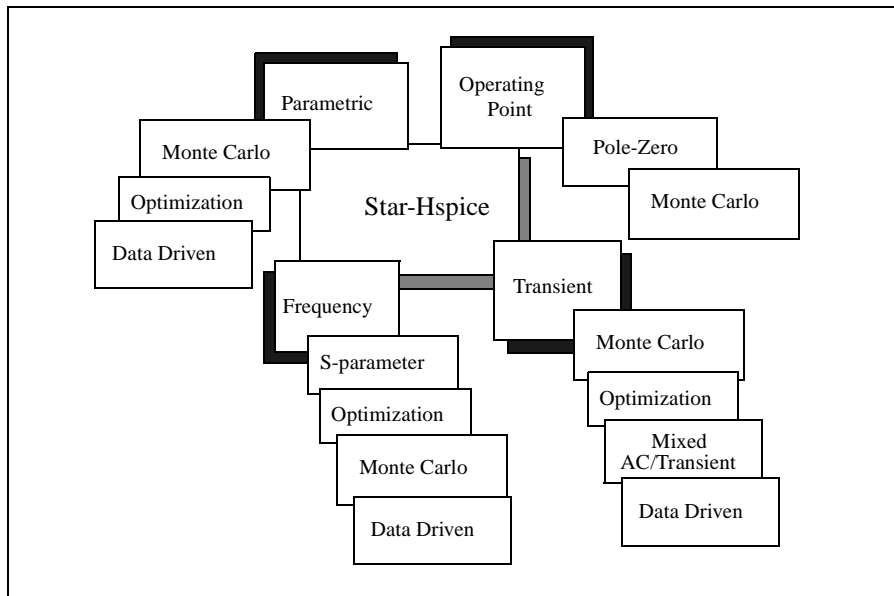 Parametric
Monte Carlo
Optimization
Data Driven
Operating
Point
Pole-Zero
Monte Carlo
Star-Hspice
Frequency
S-parameter
Optimization
Monte Carlo
Data Driven
Transient
Monte Carlo
Optimization
Mixed
AC/Transient
Data Driven